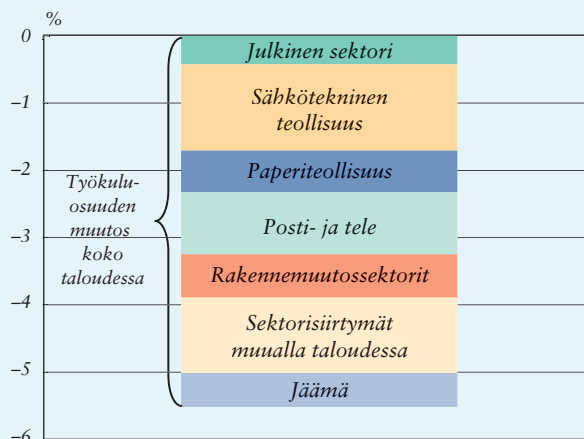 %
0
–1
–2
–3
–4
–5
–6
Työkulu-
osuuden
muutos
koko
taloudessa
Julkinen sektori
Sähkötekninen
teollisuus
Paperiteollisuus
Posti- ja tele
Rakennemuutossektorit
Sektorisiirtymät
muualla taloudessa
Jäämä